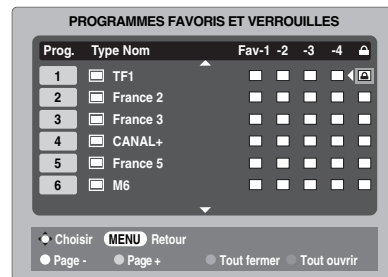 PROGRAMMES FAVORIS ET VERROUILLES
Prog. Type Nom Fav-1 -2 -3 -4
1 TF1
2 France 2
3 France 3
4 CANAL+
5 France 5
6 M6
Choisir MENU Retour
Page - Page + Tout fermer Tout ouvrir